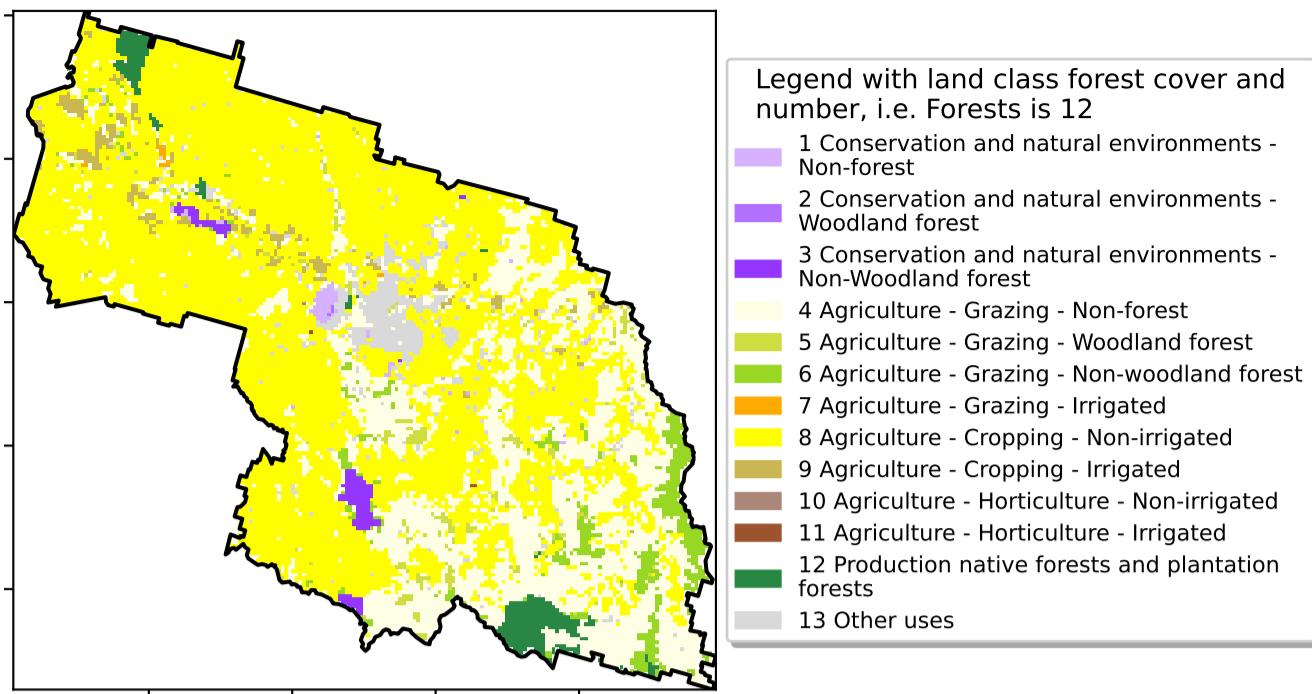 Legend with land class forest cover and
number, i.e. Forests is 12
1 Conservation and natural environments -
Non-forest
2 Conservation and natural environments -
Woodland forest
3 Conservation and natural environments -
Non-Woodland forest
4 Agriculture - Grazing - Non-forest
5 Agriculture - Grazing - Woodland forest
6 Agriculture - Grazing - Non-woodland forest
7 Agriculture - Grazing - Irrigated
8 Agriculture - Cropping - Non-irrigated
9 Agriculture - Cropping - Irrigated
10 Agriculture - Horticulture - Non-irrigated
11 Agriculture - Horticulture - Irrigated
12 Production native forests and plantation
forests
13 Other uses